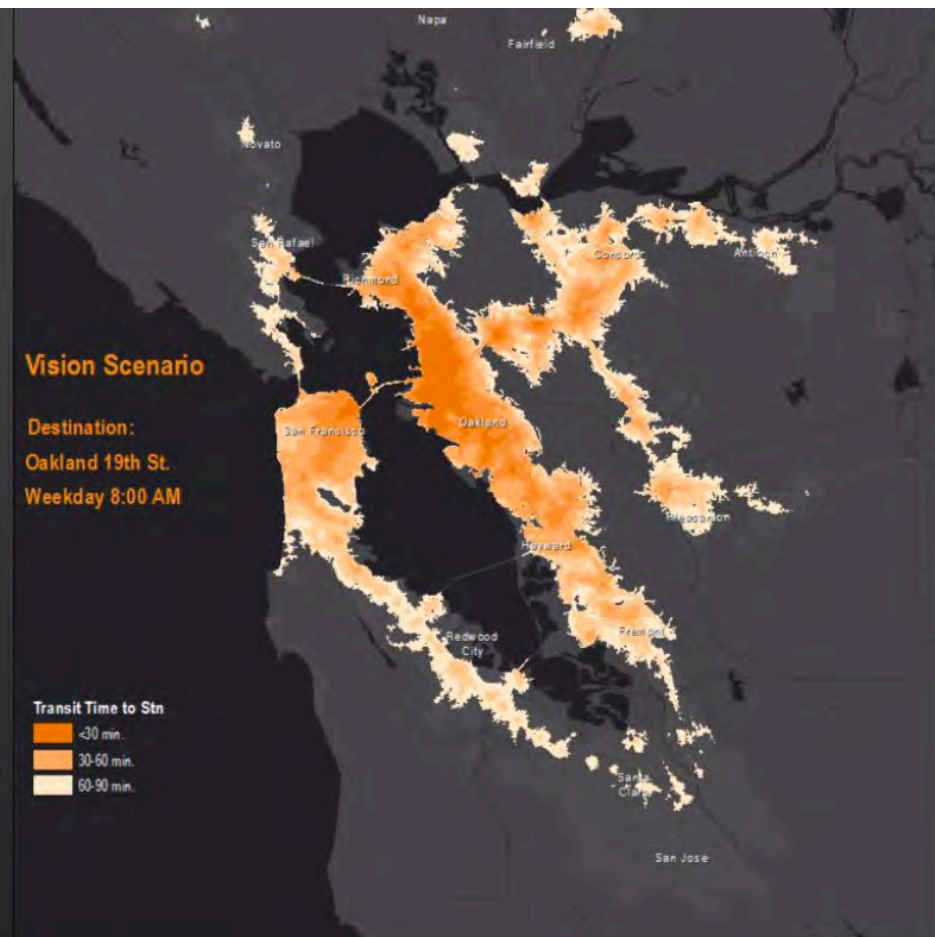 Napa
Fairfield
Novato
San Rafael
Richmond
Concord
Antioch
Vision Scenario
Destination:
Oakland 19th St.
Weekday 8:00 AM
San Francisco
Oakland
Pleasanton
Hayward
Fremont
Redwood
City
Transit Time to Stn
<30 min.
30-60 min.
60-90 min.
Santa
Clara
San Jose